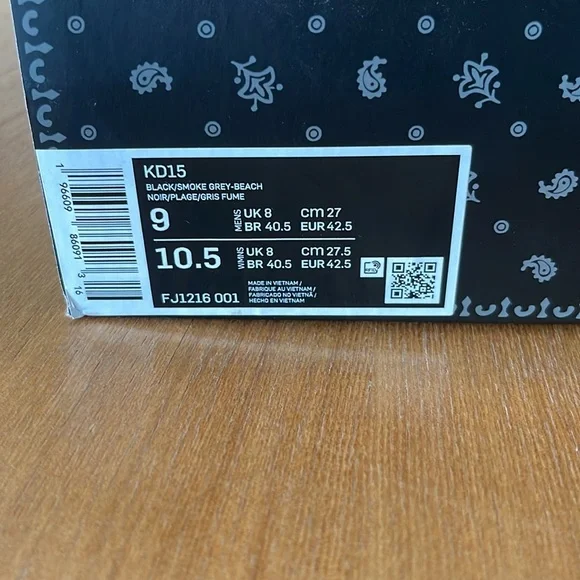 KD15
BLACK/SMOKE GREY-BEACH
NOIR/PLAGE/GRIS FUME
9 MENS UK 8 CM 27
BR 40.5 EUR 42.5
10.5 WMNS UK 8 CM 27.5
BR 40.5 EUR 42.5
FJ1216 001
MADE IN VIETNAM /
FABRIQUE AU VIETNAM /
FABRICADO NO VIETNÃ /
HECHO EN VIETNAM
1 96609 86091 3 16